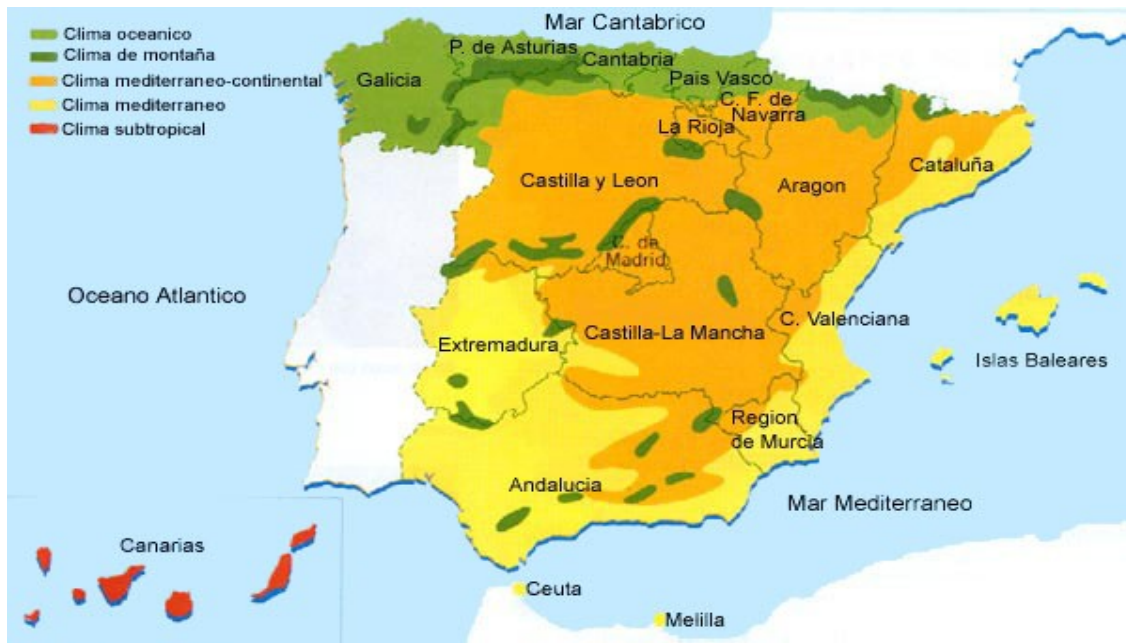 Clima oceanico
Clima de montaña
Clima mediterraneo-continental
Clima mediterraneo
Clima subtropical
Mar Cantabrico
P. de Asturias
Cantabria
Galicia
Pais Vasco
C. F. de
Navarra
La Rioja
Cataluña
Castilla y Leon
Aragon
C. de
Madrid
Oceano Atlantico
C. Valenciana
Castilla-La Mancha
Extremadura
Islas Baleares
Region
de Murcia
Andalucia
Mar Mediterraneo
Canarias
Ceuta
Melilla